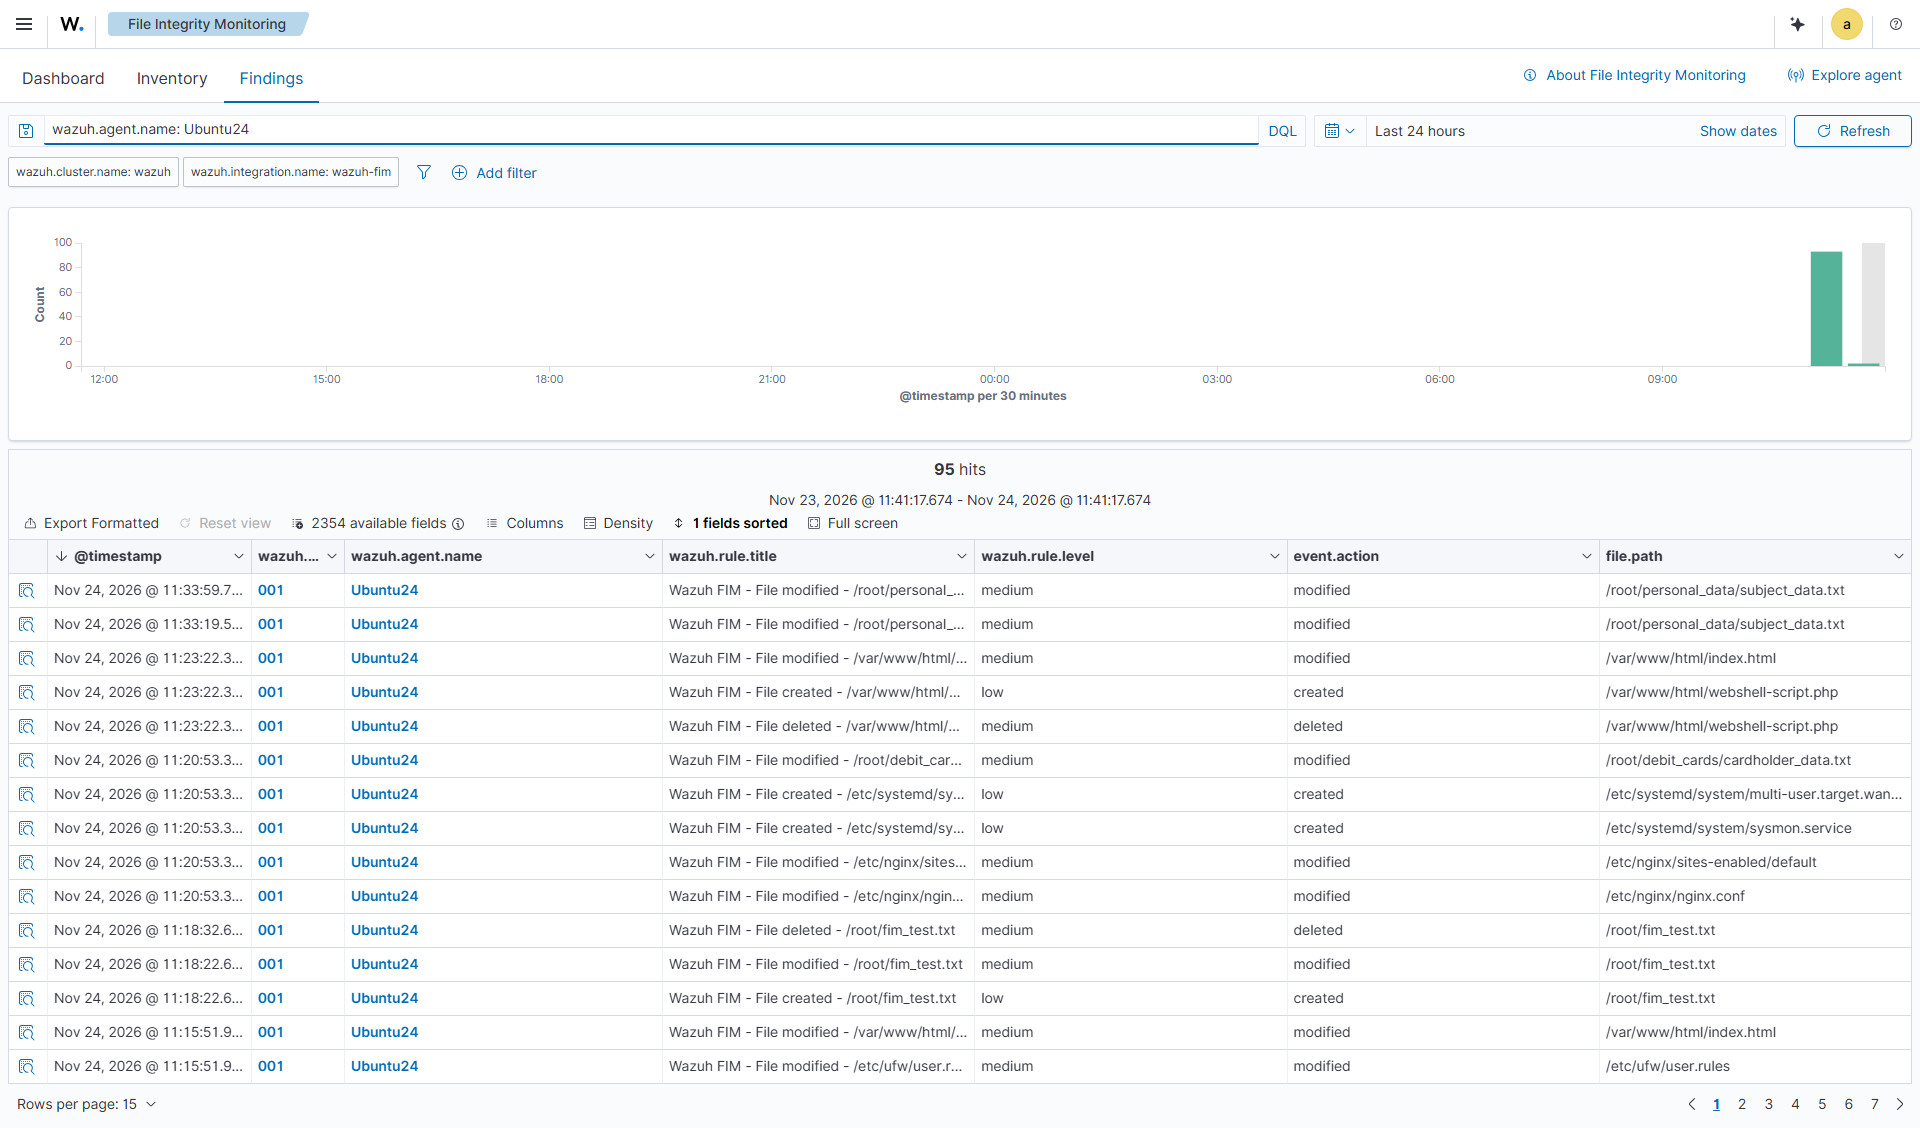 W. File Integrity Monitoring a
Dashboard Inventory Findings About File Integrity Monitoring Explore agent
wazuh.agent.name: Ubuntu24 DQL Last 24 hours Show dates Refresh
wazuh.cluster.name: wazuh wazuh.integration.name: wazuh-fim Add filter
100
80
60
40
20
0
Count
12:00 15:00 18:00 21:00 00:00 03:00 06:00 09:00
@timestamp per 30 minutes
95 hits
Nov 23, 2026 @ 11:41:17.674 - Nov 24, 2026 @ 11:41:17.674
Export Formatted Reset view 2354 available fields Columns Density 1 fields sorted Full screen
@timestamp wazuh.... wazuh.agent.name wazuh.rule.title wazuh.rule.level event.action file.path
Nov 24, 2026 @ 11:33:59.7... 001 Ubuntu24 Wazuh FIM - File modified - /root/personal_... medium modified /root/personal_data/subject_data.txt
Nov 24, 2026 @ 11:33:19.5... 001 Ubuntu24 Wazuh FIM - File modified - /root/personal_... medium modified /root/personal_data/subject_data.txt
Nov 24, 2026 @ 11:23:22.3... 001 Ubuntu24 Wazuh FIM - File modified - /var/www/html/... medium modified /var/www/html/index.html
Nov 24, 2026 @ 11:23:22.3... 001 Ubuntu24 Wazuh FIM - File created - /var/www/html/... low created /var/www/html/webshell-script.php
Nov 24, 2026 @ 11:23:22.3... 001 Ubuntu24 Wazuh FIM - File deleted - /var/www/html/... medium deleted /var/www/html/webshell-script.php
Nov 24, 2026 @ 11:20:53.3... 001 Ubuntu24 Wazuh FIM - File modified - /root/debit_car... medium modified /root/debit_cards/cardholder_data.txt
Nov 24, 2026 @ 11:20:53.3... 001 Ubuntu24 Wazuh FIM - File created - /etc/systemd/sy... low created /etc/systemd/system/multi-user.target.wan...
Nov 24, 2026 @ 11:20:53.3... 001 Ubuntu24 Wazuh FIM - File created - /etc/systemd/sy... low created /etc/systemd/system/sysmon.service
Nov 24, 2026 @ 11:20:53.3... 001 Ubuntu24 Wazuh FIM - File modified - /etc/nginx/sites... medium modified /etc/nginx/sites-enabled/default
Nov 24, 2026 @ 11:20:53.3... 001 Ubuntu24 Wazuh FIM - File modified - /etc/nginx/ngin... medium modified /etc/nginx/nginx.conf
Nov 24, 2026 @ 11:18:32.6... 001 Ubuntu24 Wazuh FIM - File deleted - /root/fim_test.txt medium deleted /root/fim_test.txt
Nov 24, 2026 @ 11:18:22.6... 001 Ubuntu24 Wazuh FIM - File modified - /root/fim_test.txt medium modified /root/fim_test.txt
Nov 24, 2026 @ 11:18:22.6... 001 Ubuntu24 Wazuh FIM - File created - /root/fim_test.txt low created /root/fim_test.txt
Nov 24, 2026 @ 11:15:51.9... 001 Ubuntu24 Wazuh FIM - File modified - /var/www/html/... medium modified /var/www/html/index.html
Nov 24, 2026 @ 11:15:51.9... 001 Ubuntu24 Wazuh FIM - File modified - /etc/ufw/user.r... medium modified /etc/ufw/user.rules
Rows per page: 15 1 2 3 4 5 6 7